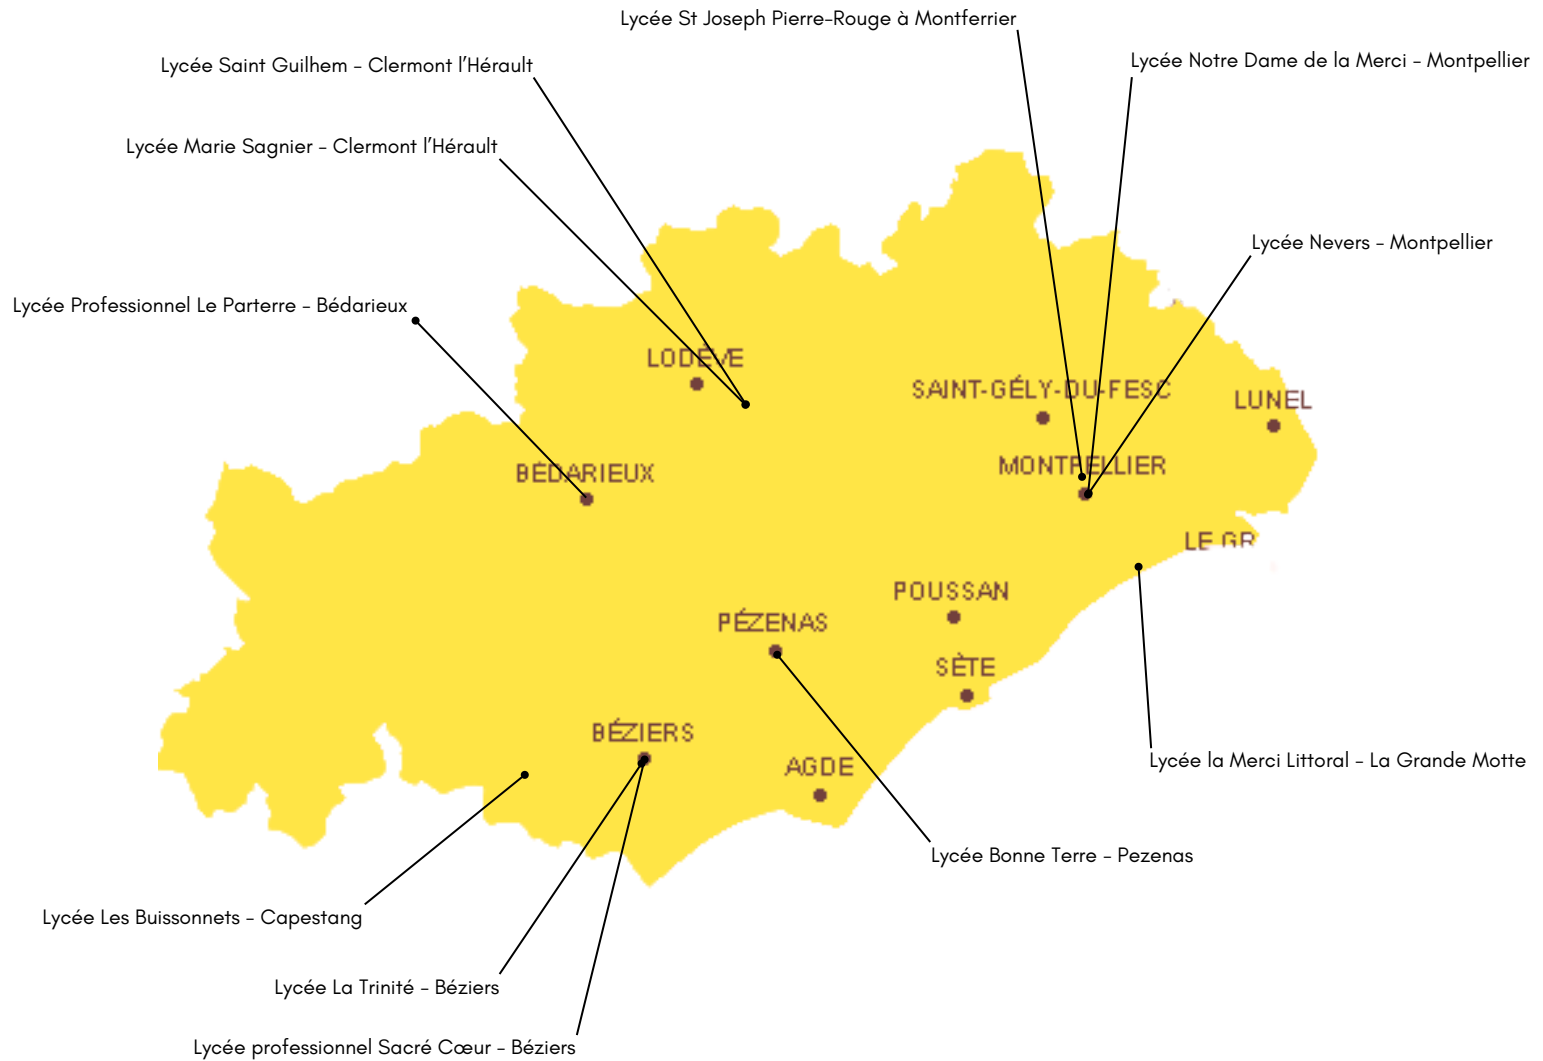 Lycée St Joseph Pierre-Rouge à Montferrier
Lycée Saint Guilhem - Clermont l'Hérault
Lycée Notre Dame de la Merci - Montpellier
Lycée Marie Sagnier - Clermont l'Hérault
Lycée Nevers - Montpellier
Lycée Professionnel Le Parterre - Bédarieux
LODÈVE
SAINT-GÉLY-DU-FESC
LUNEL
BÉDARIEUX
MONTPELLIER
LE GR
POUSSAN
PÉZENAS
SÈTE
BÉZIERS
AGDE
Lycée la Merci Littoral - La Grande Motte
Lycée Bonne Terre - Pezenas
Lycée Les Buissonnets - Capestang
Lycée La Trinité - Béziers
Lycée professionnel Sacré Cœur - Béziers